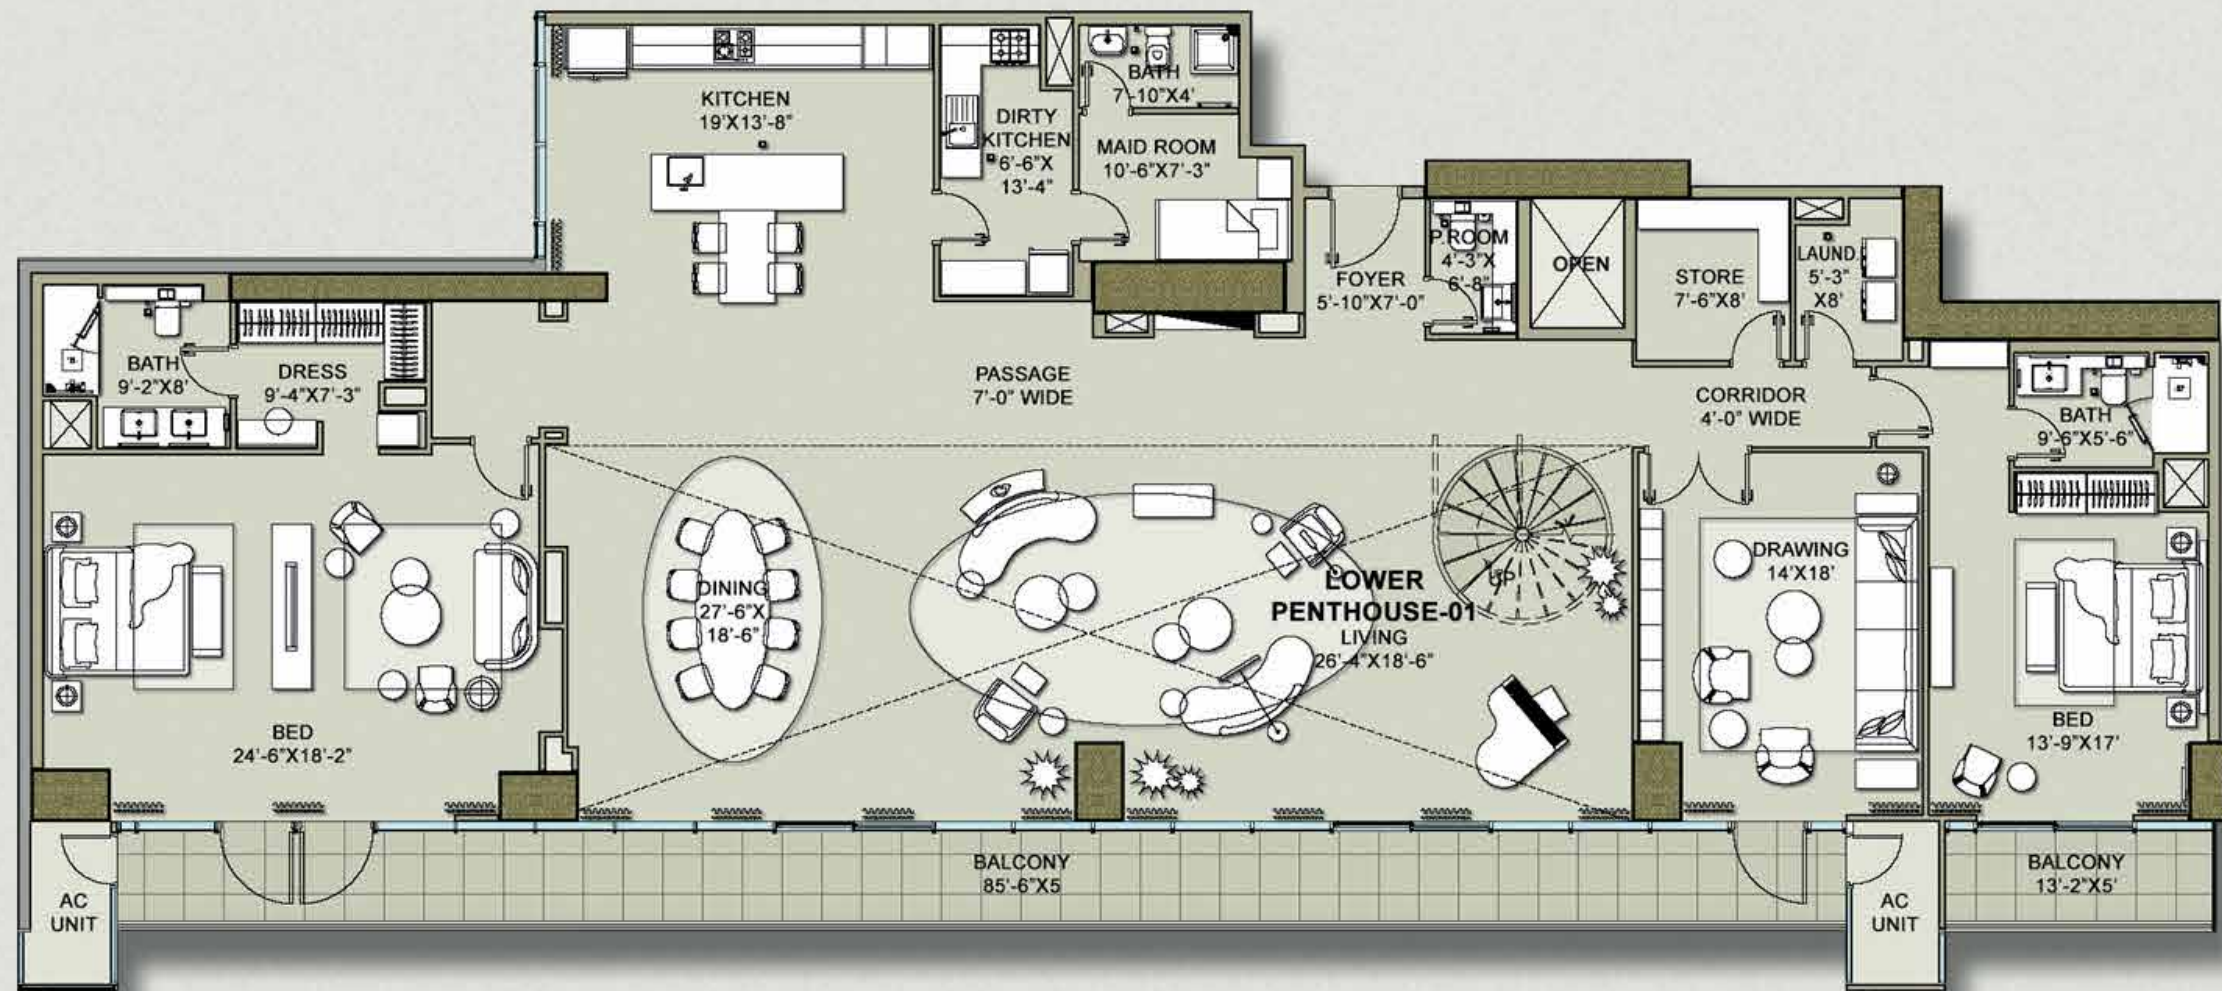 KITCHEN
19'X13'-8"
DIRTY
KITCHEN
6'-6"X
13'-4"
BATH
7'-10"X4'
MAID ROOM
10'-6"X7'-3"
FOYER
5'-10"X7'-0"
P.ROOM
4'-3"X
6'-8"
OPEN
STORE
7'-6"X8'
LAUND.
5'-3"
X8'
BATH
9'-2"X8'
DRESS
9'-4"X7'-3"
PASSAGE
7'-0" WIDE
CORRIDOR
4'-0" WIDE
BATH
9'-6"X5'-6"
DINING
27'-6"X
18'-6"
LOWER
PENTHOUSE-01
LIVING
26'-4"X18'-6"
UP
DRAWING
14'X18'
BED
24'-6"X18'-2"
BED
13'-9"X17'
BALCONY
85'-6"X5
BALCONY
13'-2"X5'
AC
UNIT
AC
UNIT